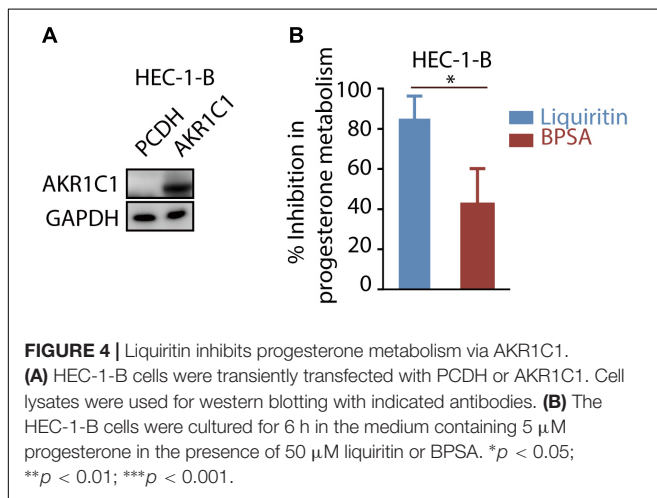 A
HEC-1-B
PCDH
AKR1C1
AKR1C1
GAPDH
B
HEC-1-B
*
% Inhibition in
progesterone metabolism
100
80
60
40
20
0
Liquiritin
BPSA
FIGURE 4 | Liquiritin inhibits progesterone metabolism via AKR1C1.
(A) HEC-1-B cells were transiently transfected with PCDH or AKR1C1. Cell
lysates were used for western blotting with indicated antibodies. (B) The
HEC-1-B cells were cultured for 6 h in the medium containing 5 μM
progesterone in the presence of 50 μM liquiritin or BPSA. *p < 0.05;
**p < 0.01; ***p < 0.001.